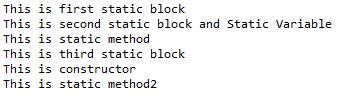 This is first static block
This is second static block and Static Variable
This is static method
This is third static block
This is constructor
This is static method2